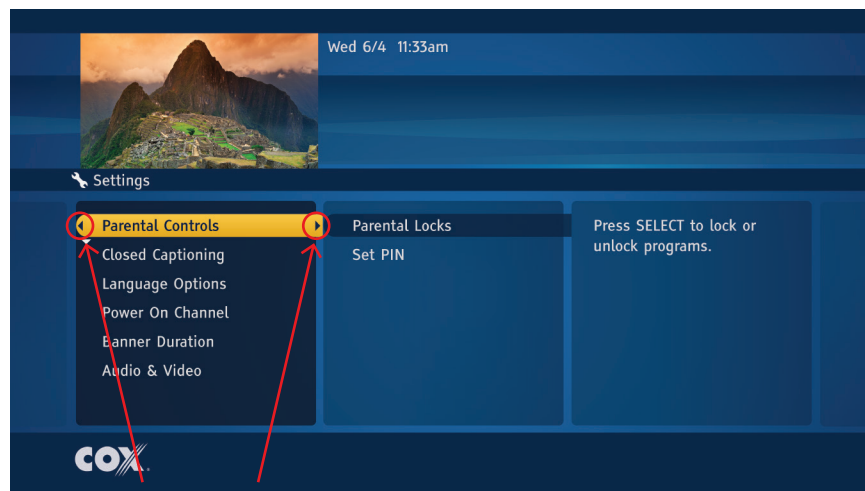 Wed 6/4 11:33am
Settings
Parental Controls
Closed Captioning
Language Options
Power On Channel
Banner Duration
Audio & Video
Parental Locks
Set PIN
Press SELECT to lock or
unlock programs.
COX.